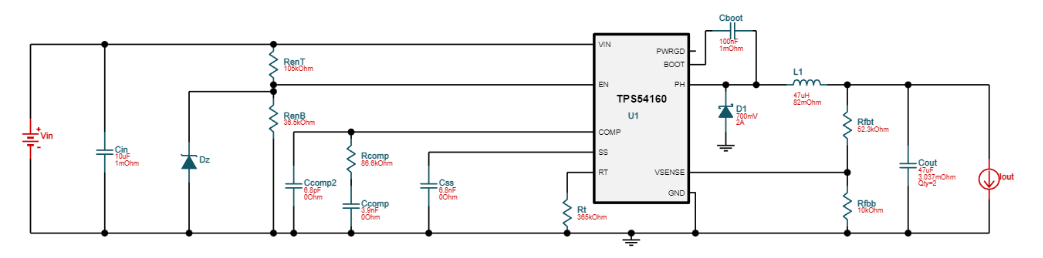 Cboot
100nF
1mOhm
VIN
PWRGD
BOOT
RenT
105kOhm
EN
PH
L1
47uH
82mOhm
TPS54160
U1
D1
700mV
2A
RenB
36.5kOhm
Rfbt
52.3kOhm
Vin
COMP
Cin
10uF
1mOhm
Dz
Rcomp
86.6kOhm
SS
Cout
47uF
3.037mOhm
Qty=2
RT
VSENSE
Iout
Ccomp2
6.8pF
0Ohm
Css
6.8nF
0Ohm
GND
Ccomp
3.9nF
0Ohm
Rt
365kOhm
Rfbb
10kOhm